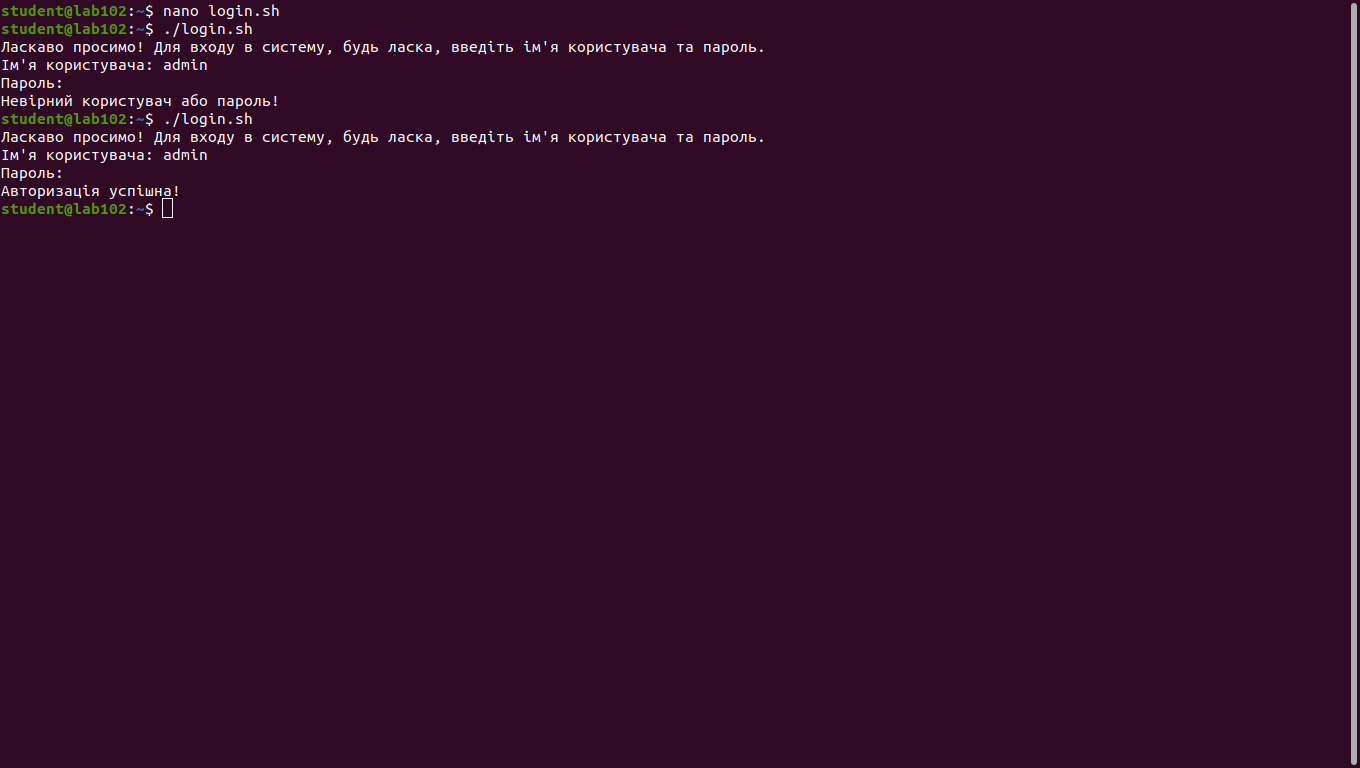 student@lab102:~$ nano login.sh
student@lab102:~$ ./login.sh
Ласкаво просимо! Для входу в систему, будь ласка, введіть ім'я користувача та пароль.
Ім'я користувача: admin
Пароль:
Невірний користувач або пароль!
student@lab102:~$ ./login.sh
Ласкаво просимо! Для входу в систему, будь ласка, введіть ім'я користувача та пароль.
Ім'я користувача: admin
Пароль:
Авторизація успішна!
student@lab102:~$